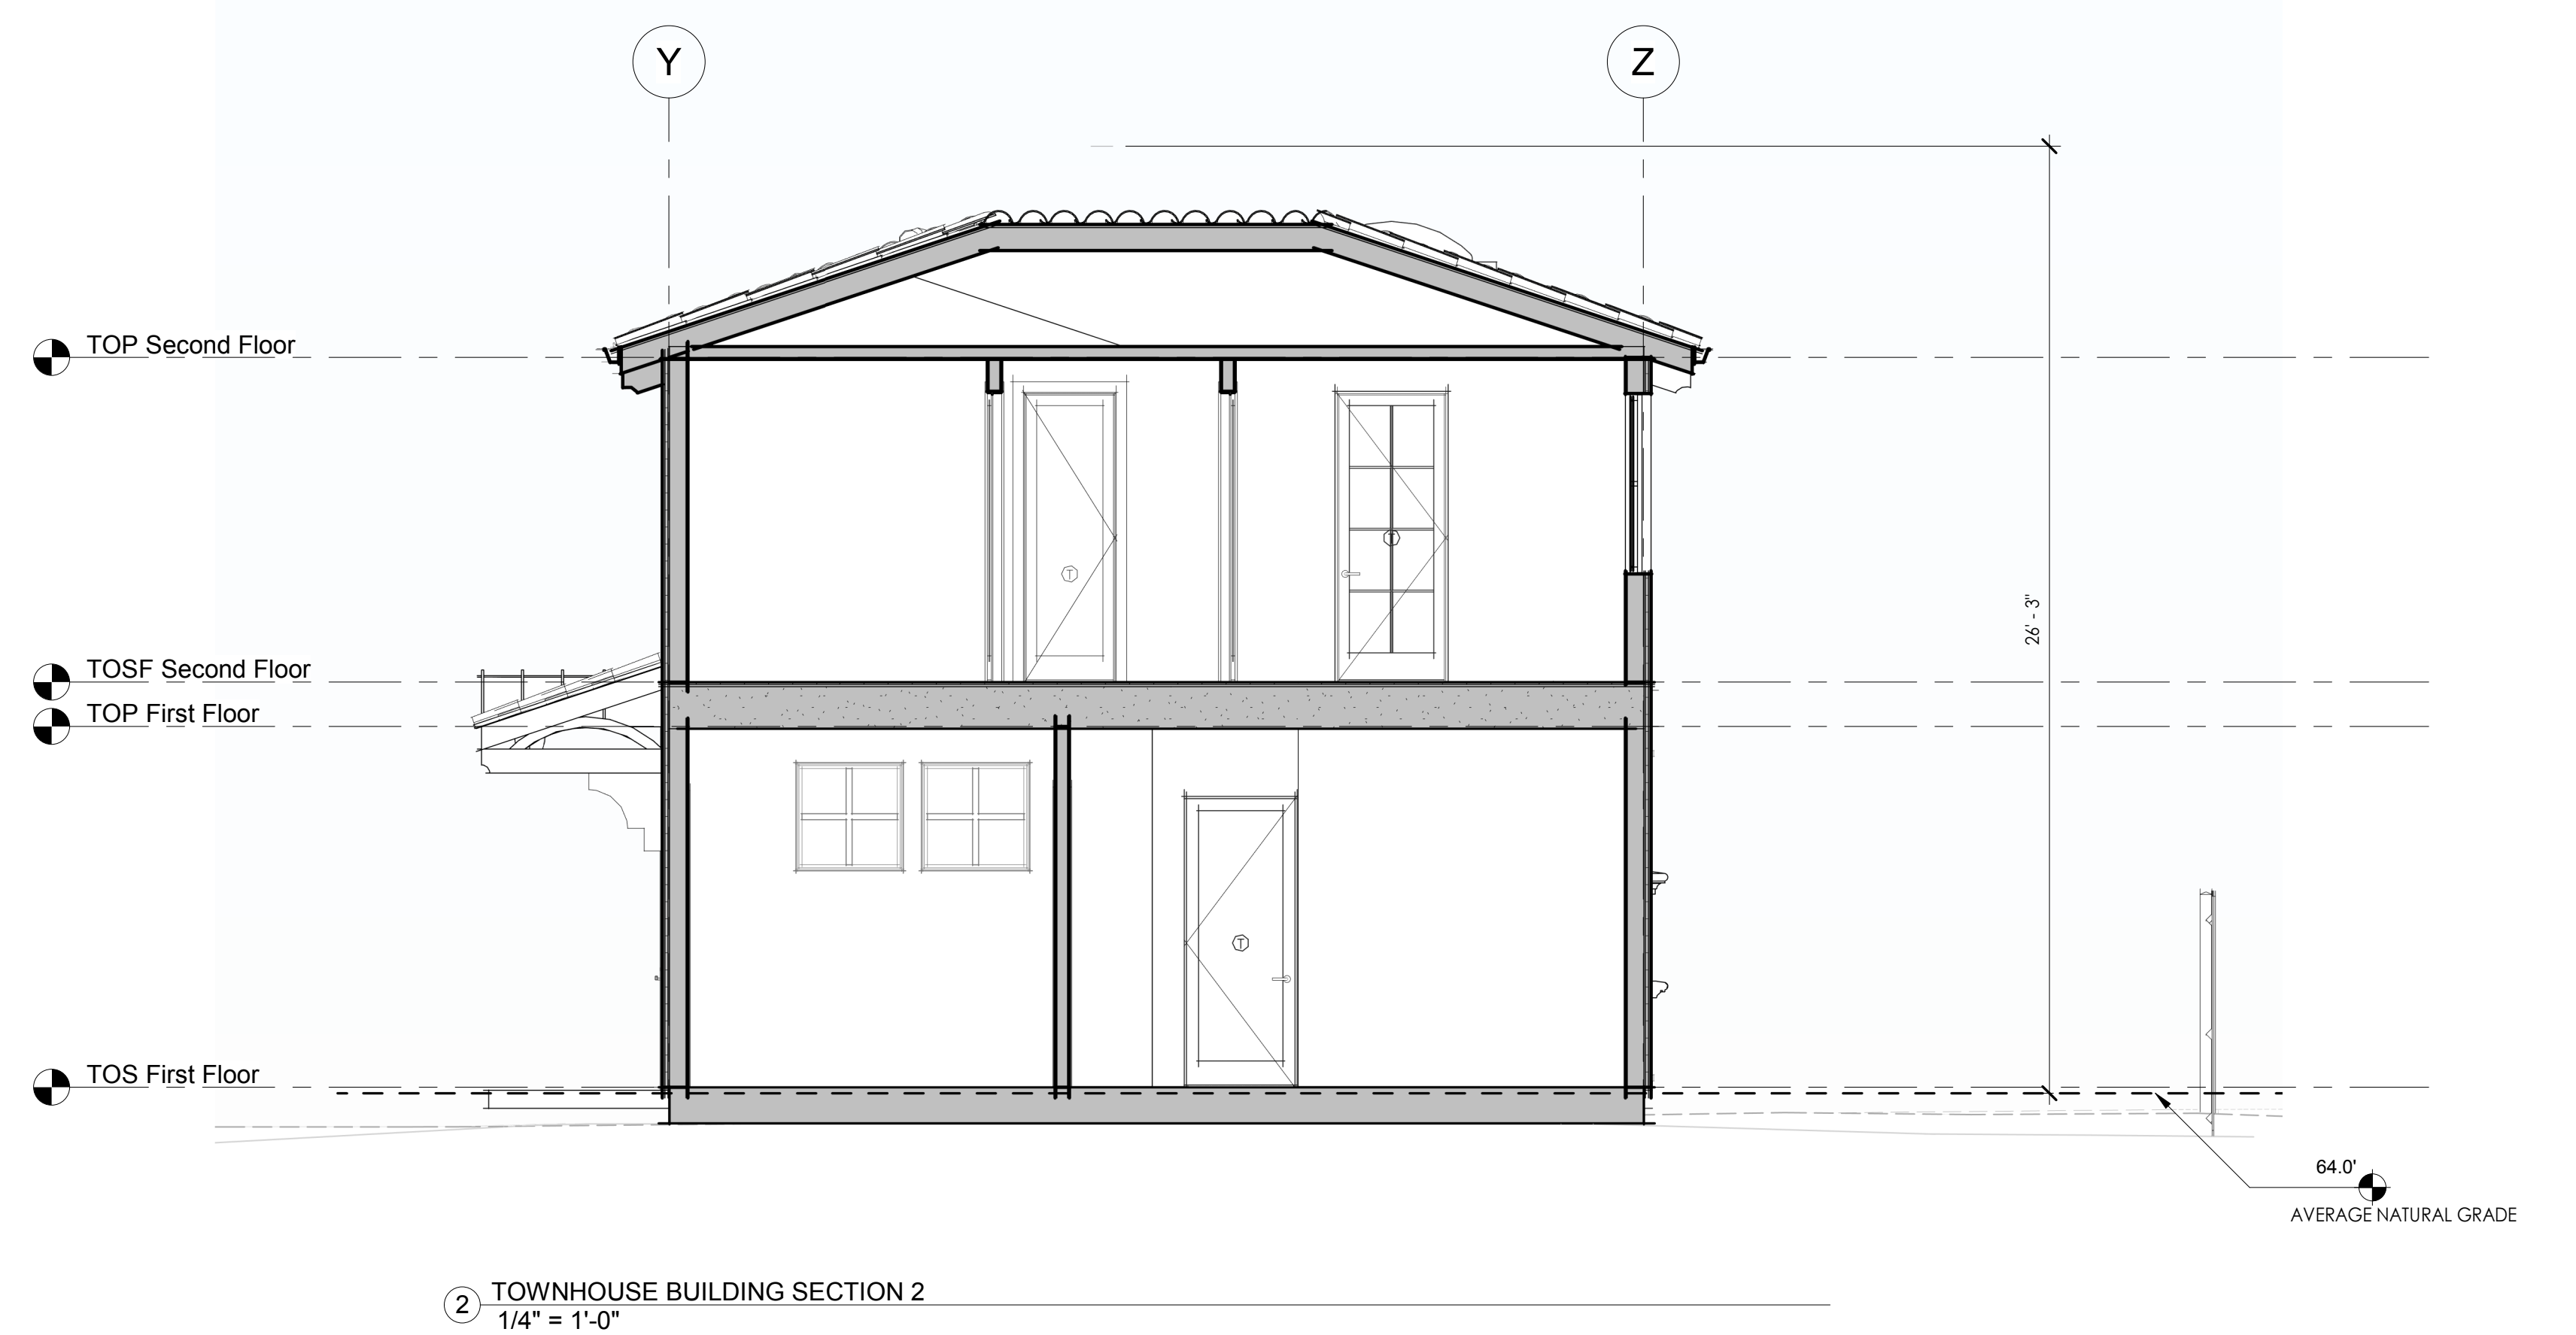 Y
Z
TOP Second Floor
26' - 3"
T
T
TOSF Second Floor
TOP First Floor
T
TOS First Floor
64.0'
AVERAGE NATURAL GRADE
2
TOWNHOUSE BUILDING SECTION 2
1/4" = 1'-0"